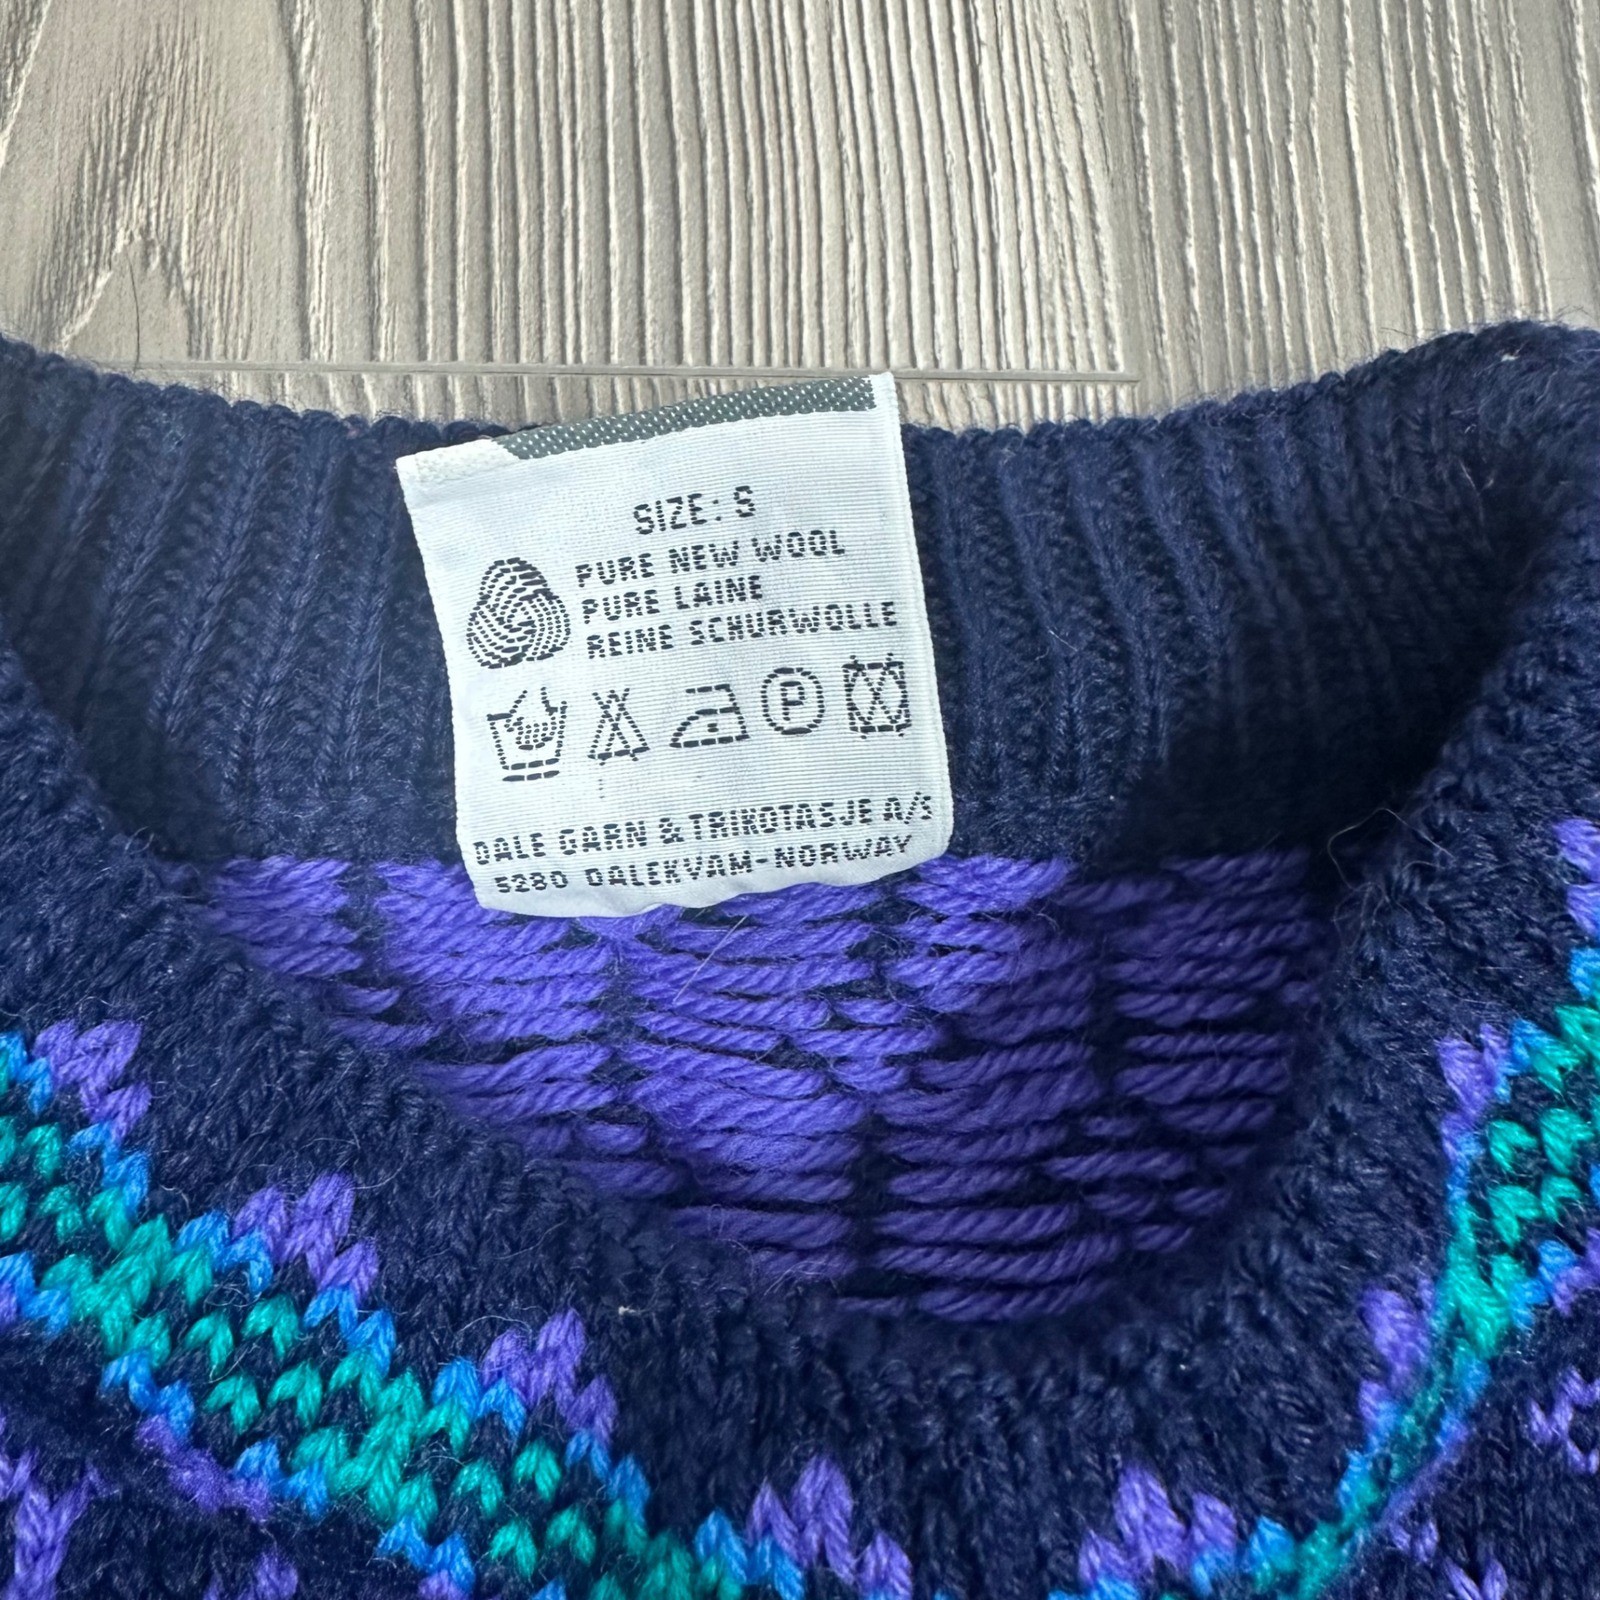 SIZE: S
PURE NEW WOOL
PURE LAINE
REINE SCHURWOLLE
P
DALE GARN & TRIKOTASJE A/S
5280 DALEKVAM-NORWAY